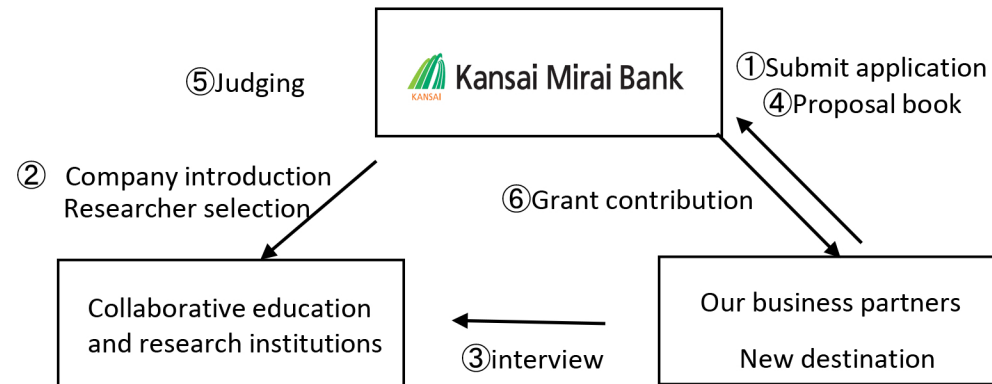 ⑤Judging
KANSAI
Kansai Mirai Bank
①Submit application
④Proposal book
② Company introduction
Researcher selection
⑥Grant contribution
Collaborative education
and research institutions
③interview
Our business partners
New destination